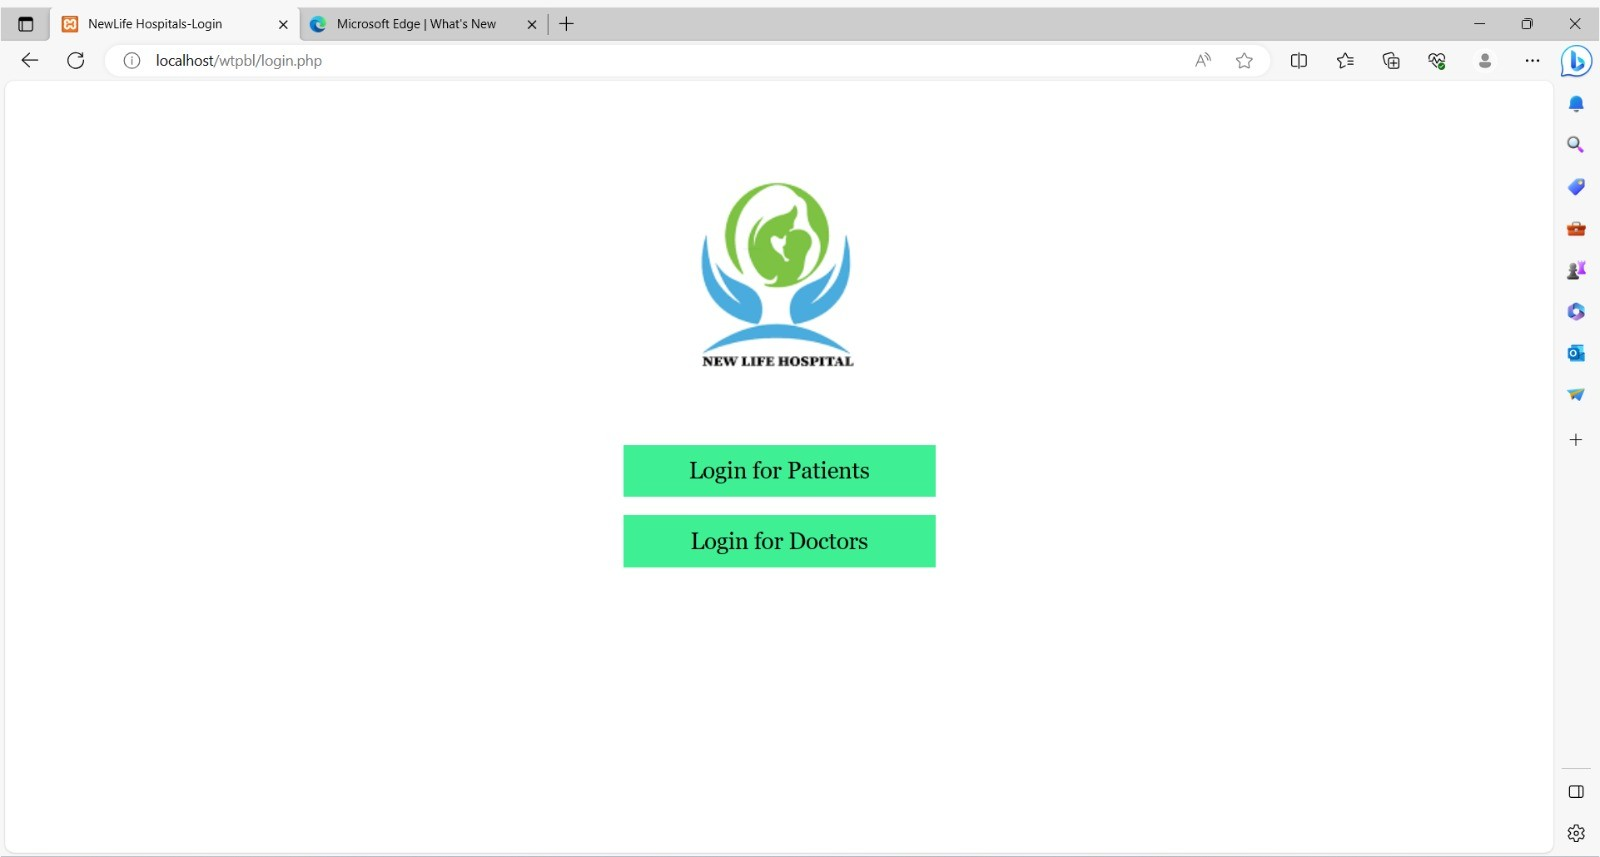 NewLife Hospitals-Login
Microsoft Edge | What's New
localhost/wtpbl/login.php
NEW LIFE HOSPITAL
Login for Patients
Login for Doctors